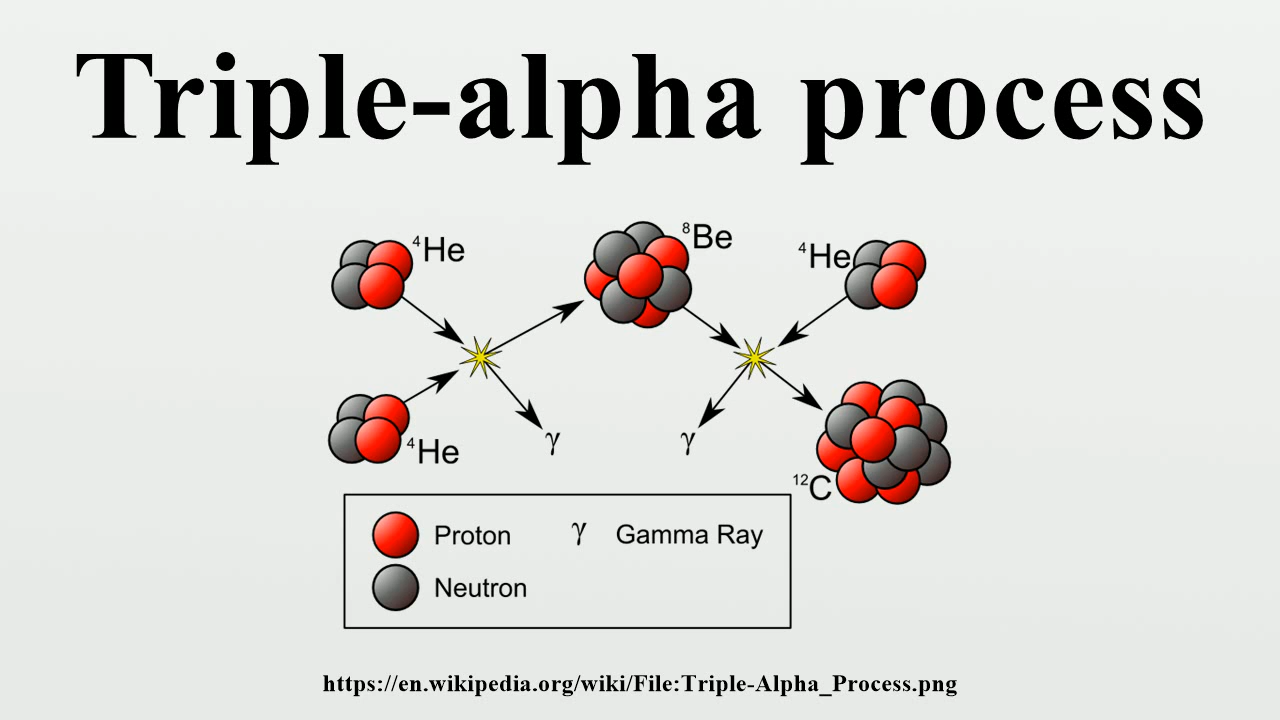 Triple-alpha process
⁴He
⁸Be
⁴He
⁴He
γ
γ
¹²C
Proton
γ Gamma Ray
Neutron
https://en.wikipedia.org/wiki/File:Triple-Alpha_Process.png